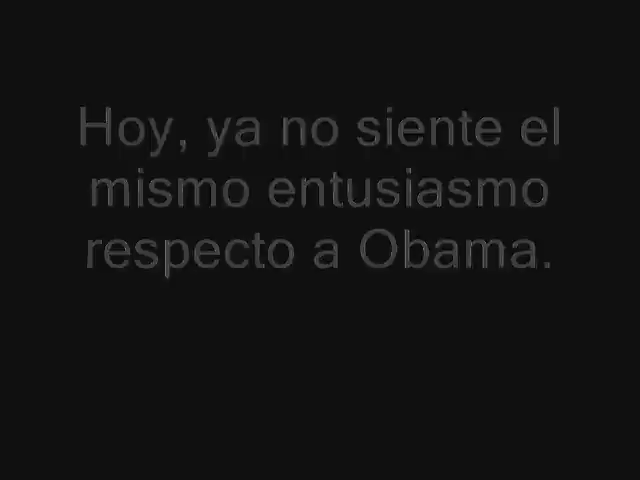 Hoy, ya no siente el
mismo entusiasmo
respecto a Obama.